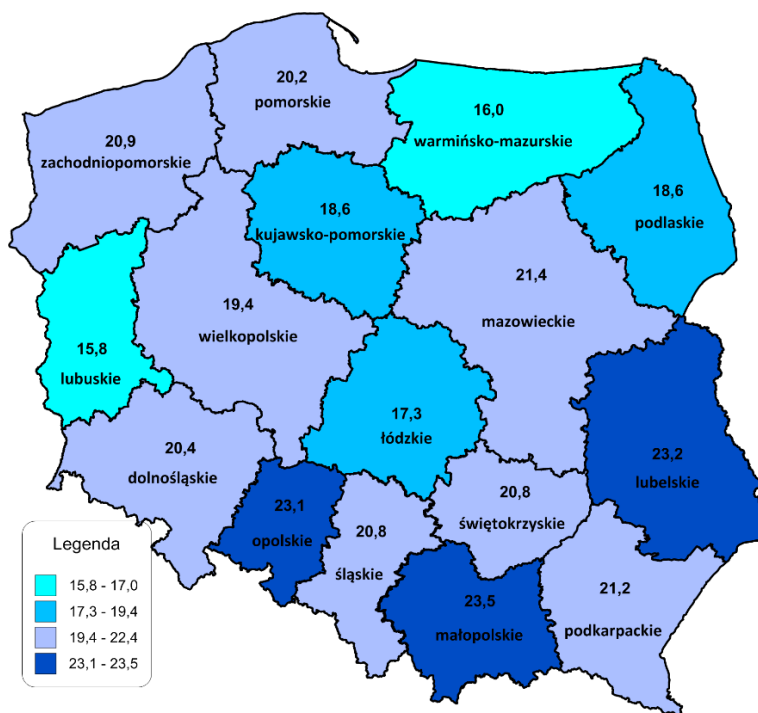 20,2
pomorskie
16,0
warmińsko-mazurskie
20,9
zachodniopomorskie
18,6
podlaskie
18,6
kujawsko-pomorskie
21,4
mazowieckie
19,4
wielkopolskie
15,8
lubuskie
17,3
łódzkie
20,4
dolnośląskie
23,2
lubelskie
23,1
opolskie
20,8
świętokrzyskie
20,8
śląskie
21,2
podkarpackie
23,5
małopolskie
Legenda
15,8 - 17,0
17,3 - 19,4
19,4 - 22,4
23,1 - 23,5